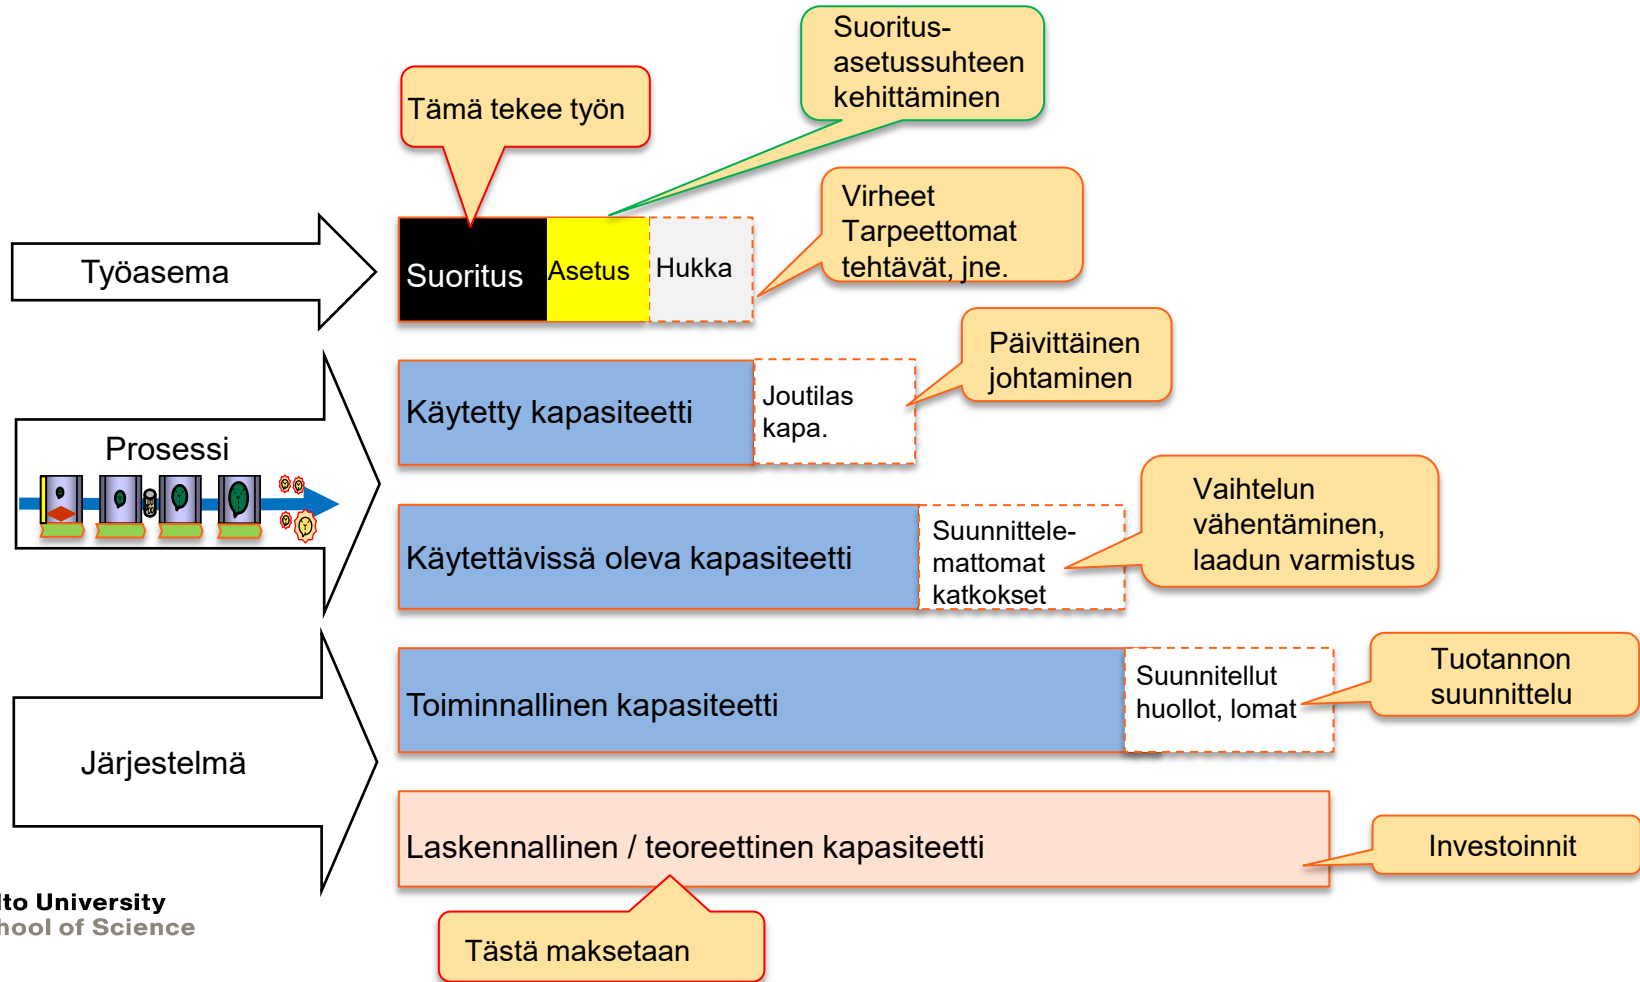 Suoritus-
asetussuhteen
kehittäminen
Tämä tekee työn
Virheet
Tarpeettomat
tehtävät, jne.
Työasema
Suoritus
Asetus
Hukka
Päivittäinen
johtaminen
Käytetty kapasiteetti
Joutilas
kapa.
Prosessi
Vaihtelun
vähentäminen,
laadun varmistus
Käytettävissä oleva kapasiteetti
Suunnittele-
mattomat
katkokset
Tuotannon
suunnittelu
Toiminnallinen kapasiteetti
Suunnitellut
huollot, lomat
Järjestelmä
Laskennallinen / teoreettinen kapasiteetti
Investoinnit
lto University
hool of Science
Tästä maksetaan